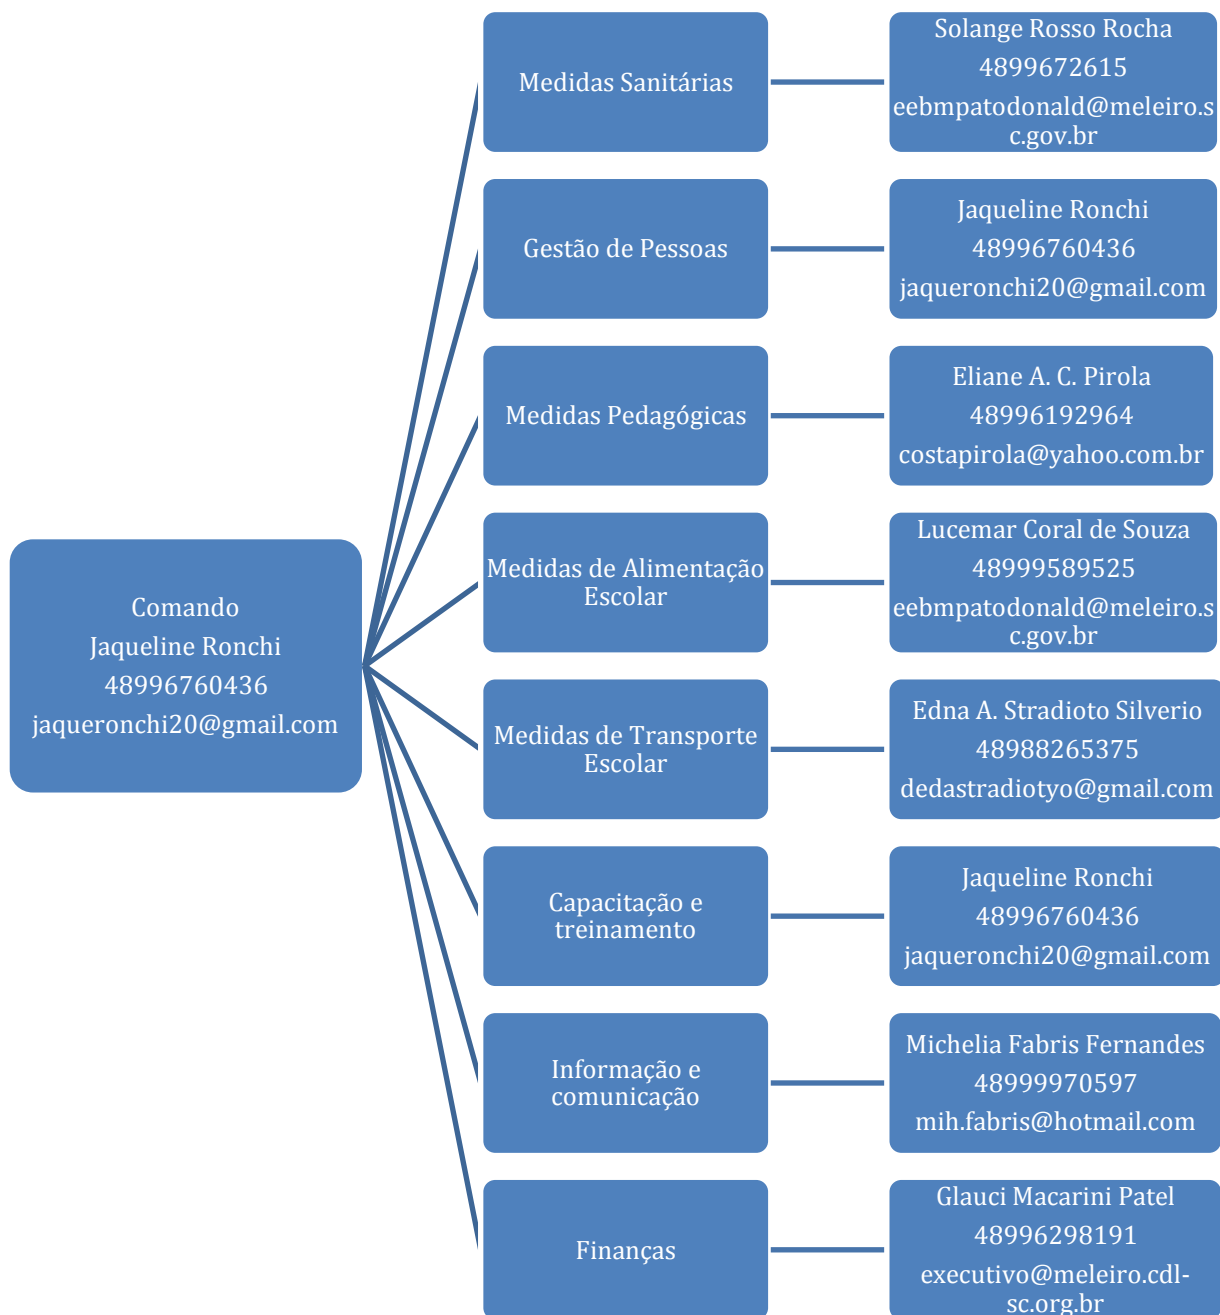 Comando
Jaqueline Ronchi
48996760436
jaqueronchi20@gmail.com
Medidas Sanitárias
Solange Rosso Rocha
4899672615
eebmpatodonald@meleiro.s
c.gov.br
Gestão de Pessoas
Jaqueline Ronchi
48996760436
jaqueronchi20@gmail.com
Medidas Pedagógicas
Eliane A. C. Pirola
48996192964
costapirola@yahoo.com.br
Medidas de Alimentação
Escolar
Lucemar Coral de Souza
48999589525
eebmpatodonald@meleiro.s
c.gov.br
Medidas de Transporte
Escolar
Edna A. Stradioto Silverio
48988265375
dedastradiotyo@gmail.com
Capacitação e
treinamento
Jaqueline Ronchi
48996760436
jaqueronchi20@gmail.com
Informação e
comunicação
Michelia Fabris Fernandes
48999970597
mih.fabris@hotmail.com
Finanças
Glauci Macarini Patel
48996298191
executivo@meleiro.cdl-
sc.org.br